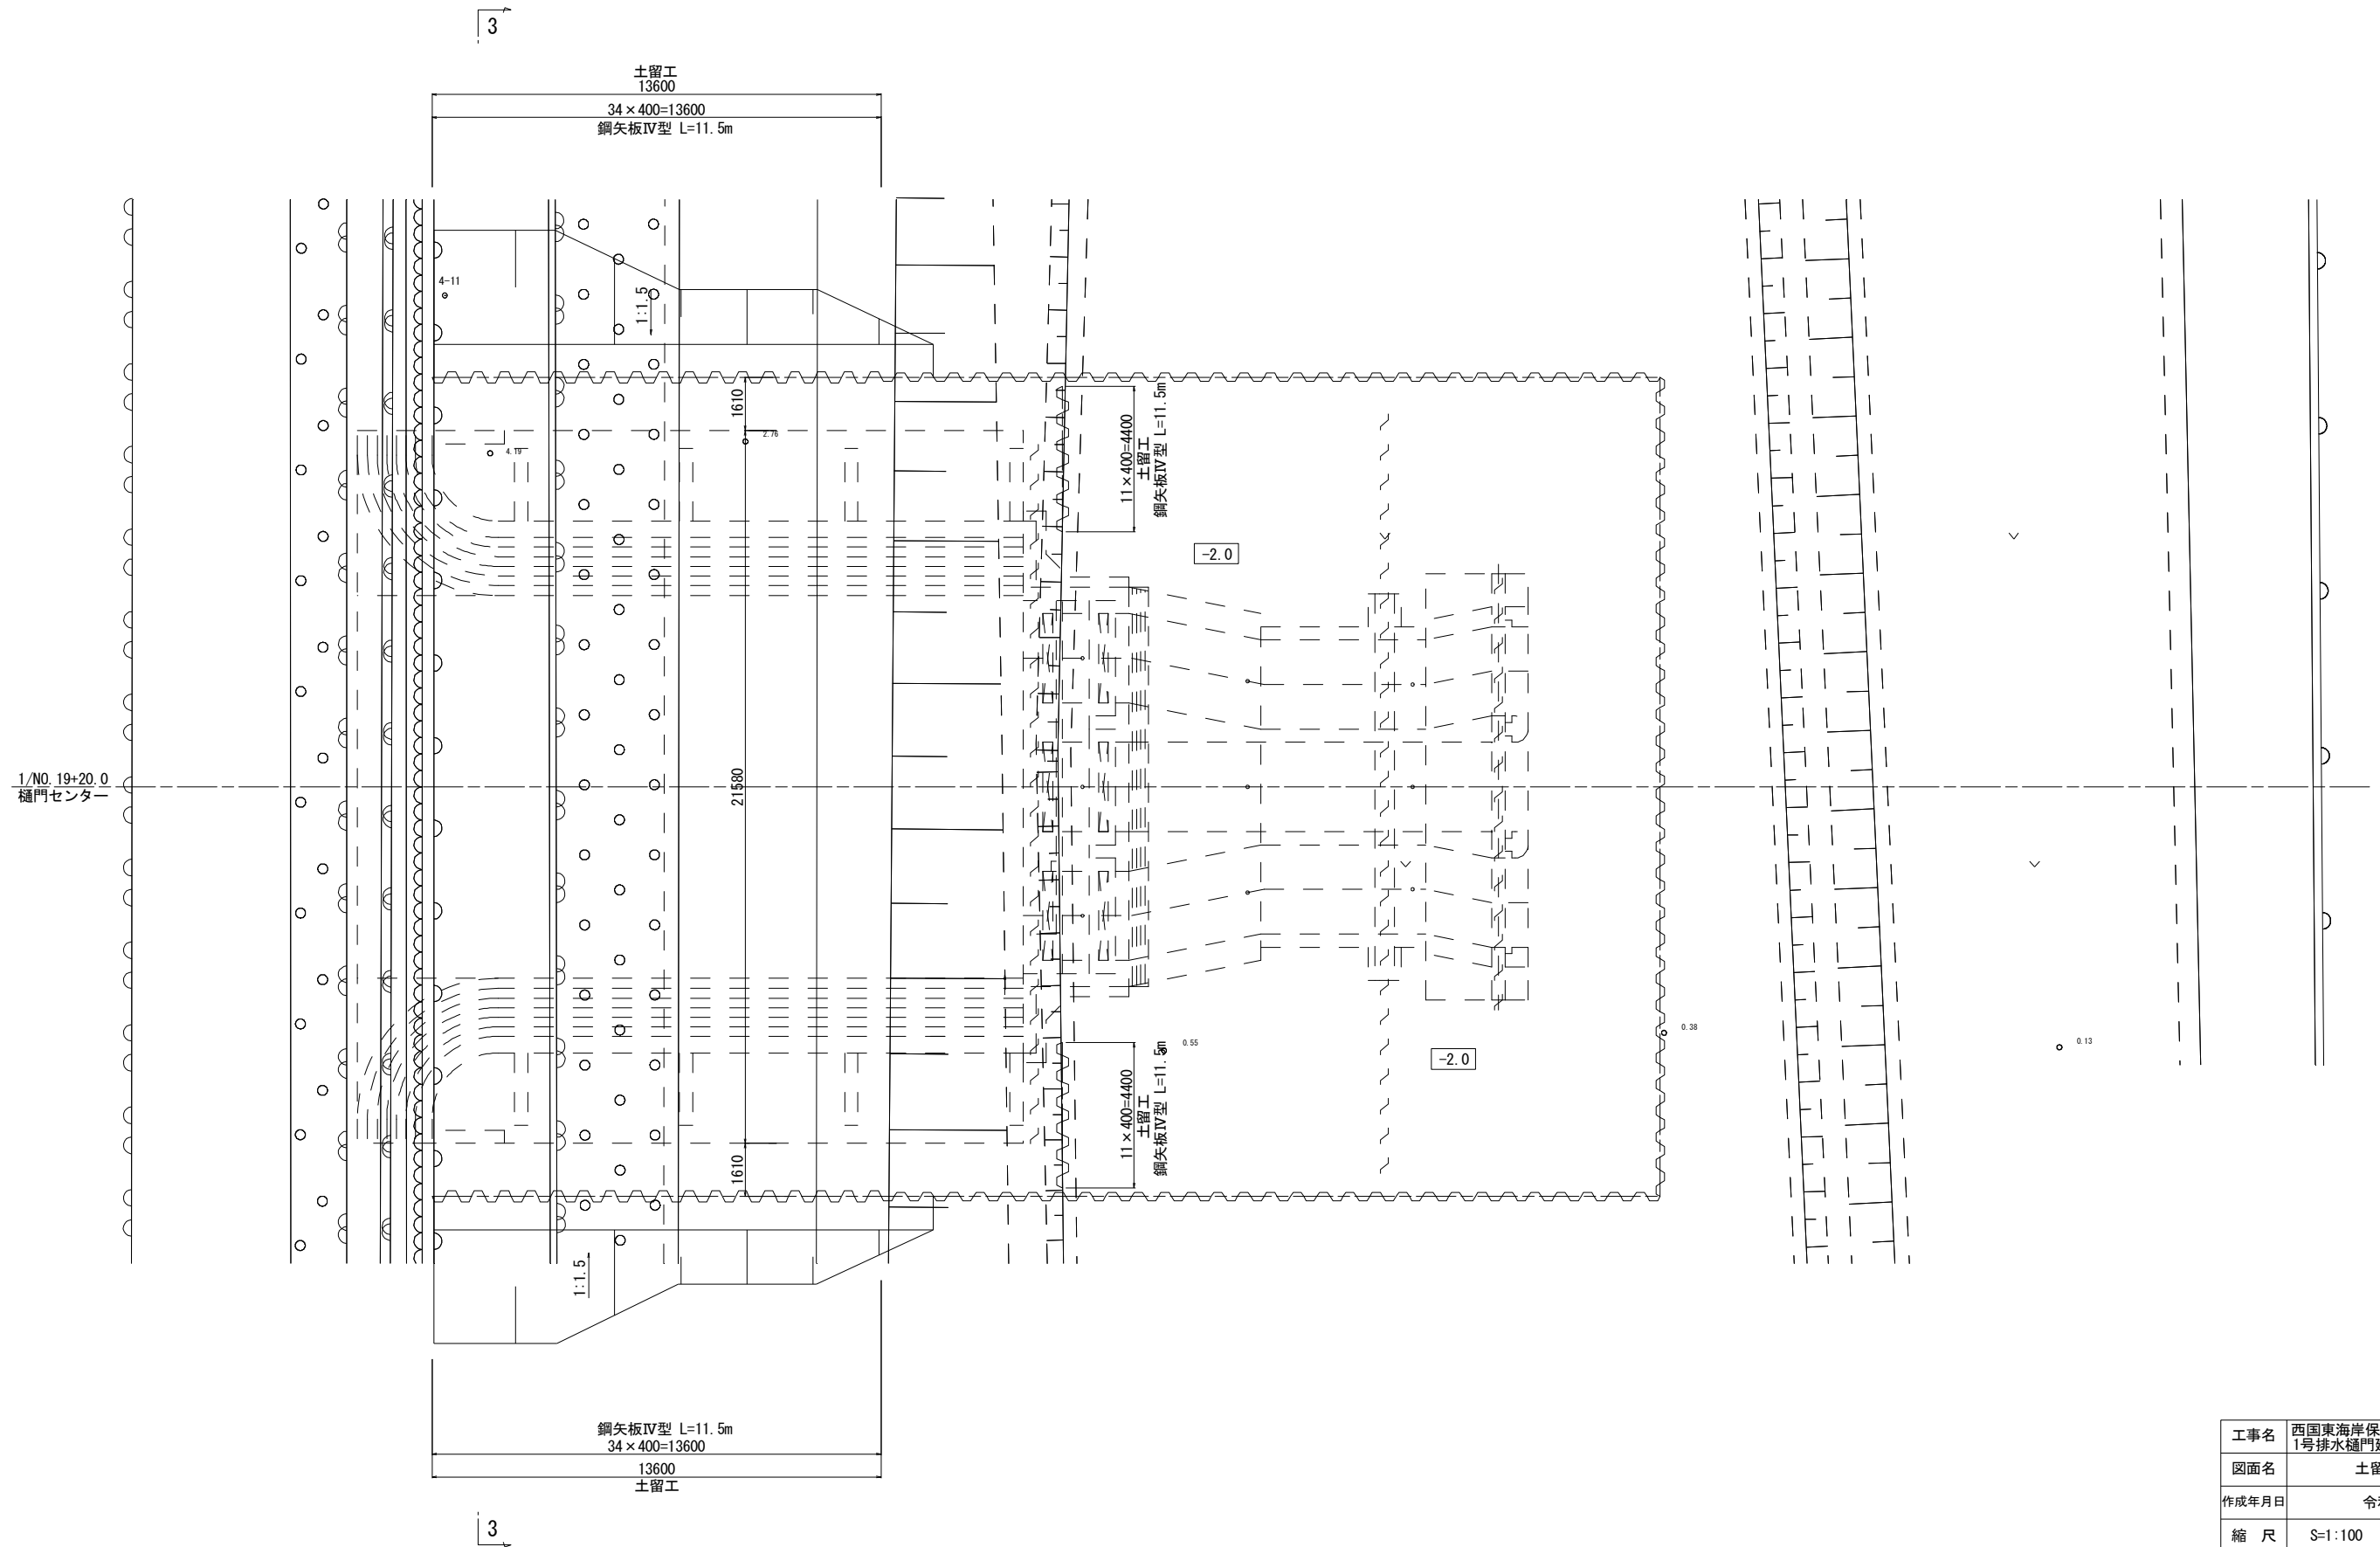 3
土留工
13600
34×400=13600
鋼矢板Ⅳ型 L=11.5m
4-11
1:1.5
1610
2.76
4.19
11×400=4400
土留工
鋼矢板Ⅳ型 L=11.5m
-2.0
1/NO.19+20.0
樋門センター
21580
0.38
0.55
0.13
-2.0
11×400=4400
土留工
鋼矢板Ⅳ型 L=11.5m
1610
1:1.5
鋼矢板Ⅳ型 L=11.5m
34×400=13600
13600
土留工
3
工事名 西国東海岸保
1号排水樋門
図面名 土留
作成年月日 令
縮 尺 S=1:100